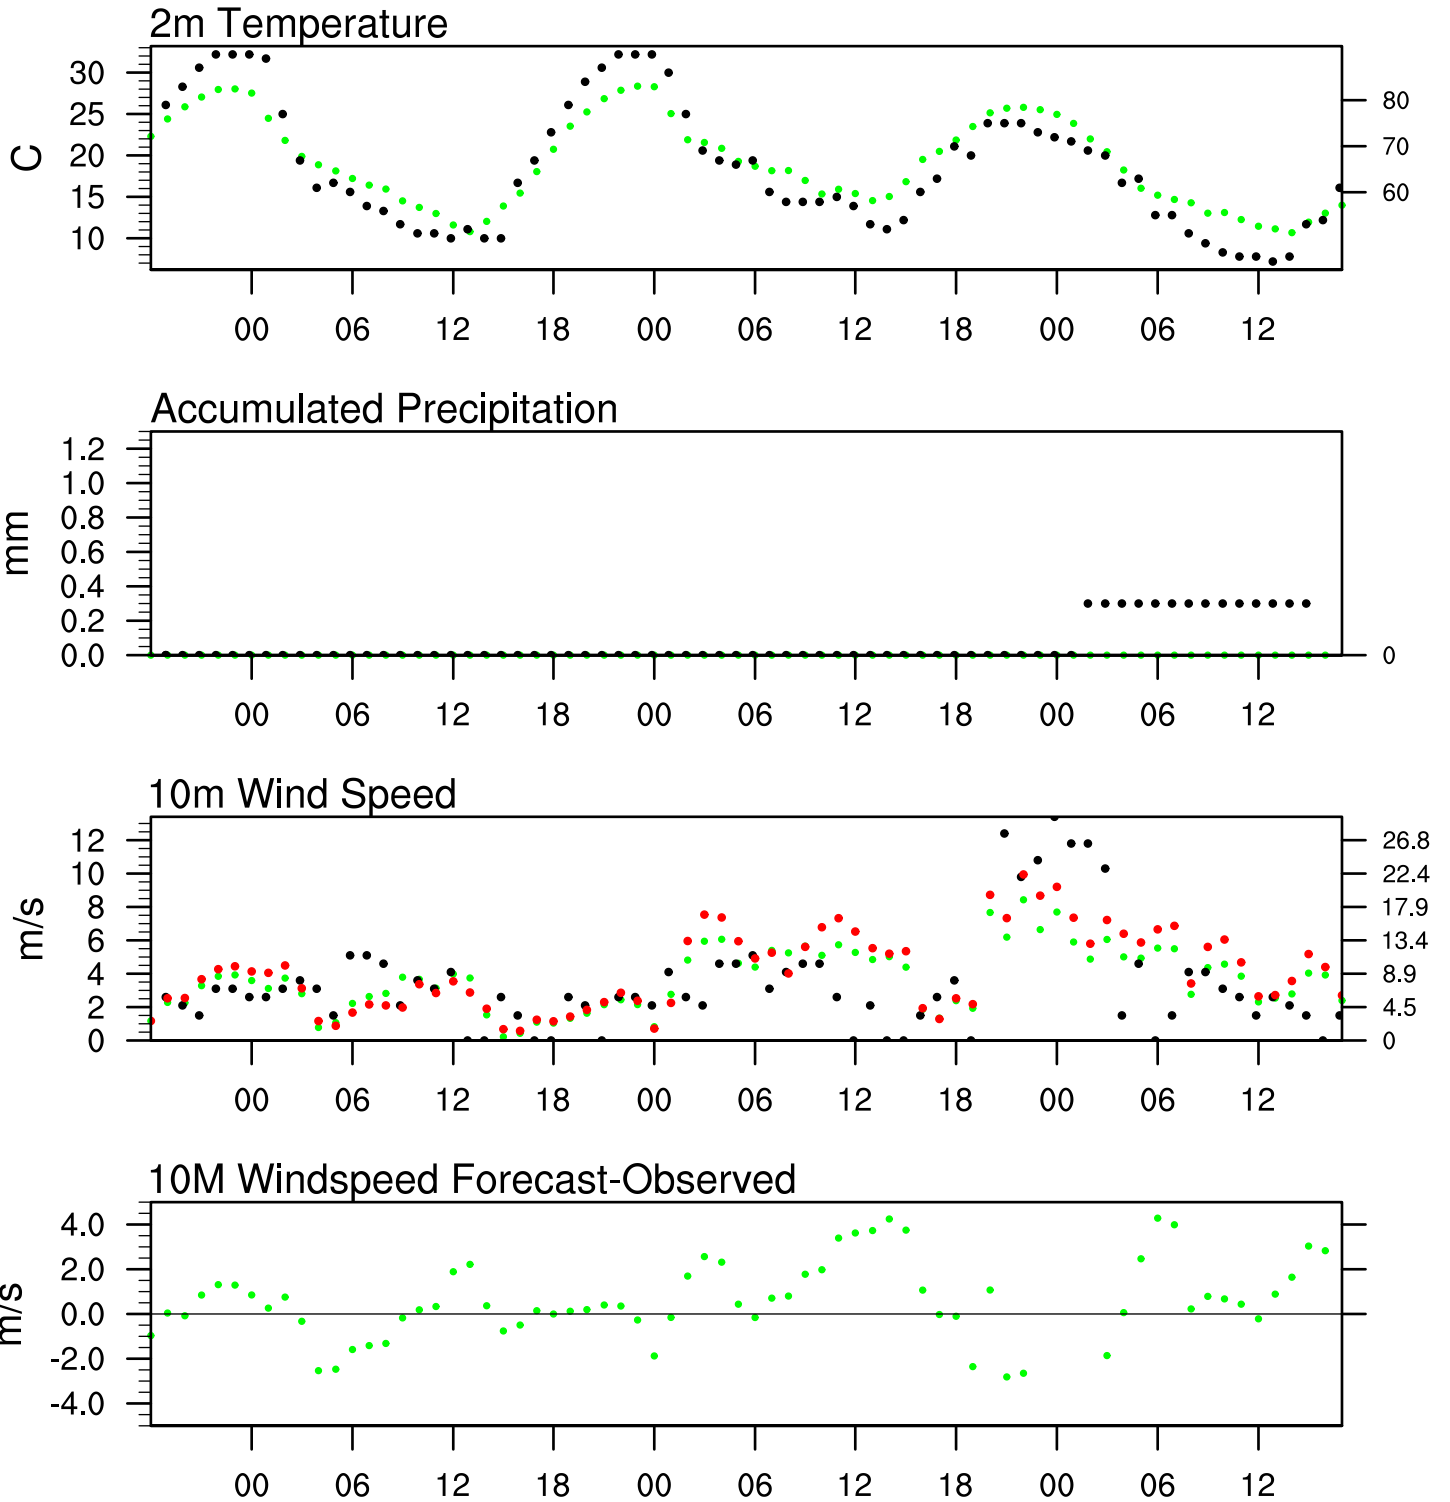 2m Temperature
C
30
25
20
15
10
80
70
60
00 06 12 18 00 06 12 18 00 06 12
Accumulated Precipitation
mm
1.2
1.0
0.8
0.6
0.4
0.2
0.0
0
00 06 12 18 00 06 12 18 00 06 12
10m Wind Speed
m/s
12
10
8
6
4
2
0
26.8
22.4
17.9
13.4
8.9
4.5
0
00 06 12 18 00 06 12 18 00 06 12
10M Windspeed Forecast-Observed
m/s
4.0
2.0
0.0
-2.0
-4.0
00 06 12 18 00 06 12 18 00 06 12